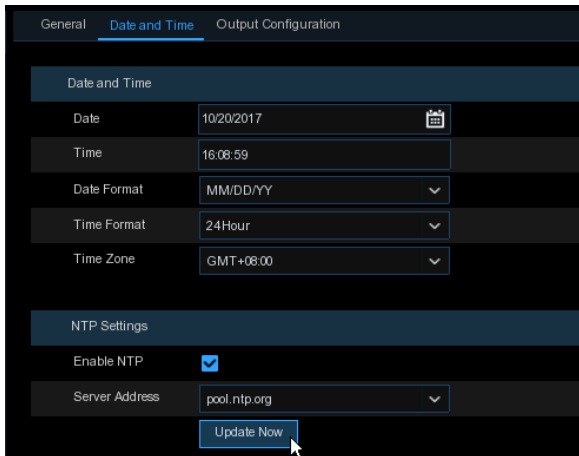 General Date and Time Output Configuration
Date and Time
Date 10/20/2017
Time 16:08:59
Date Format MM/DD/YY
Time Format 24Hour
Time Zone GMT+08:00
NTP Settings
Enable NTP
Server Address pool.ntp.org
Update Now